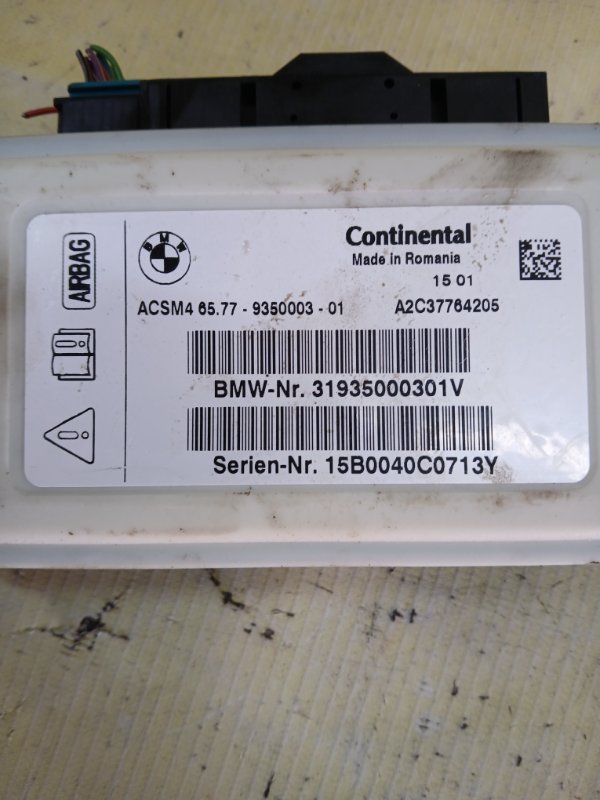 AIRBAG
BMW
Continental
Made in Romania
15 01
ACSM4 65.77 - 9350003 - 01 A2C37764205
BMW-Nr. 31935000301V
Serien-Nr. 15B0040C0713Y